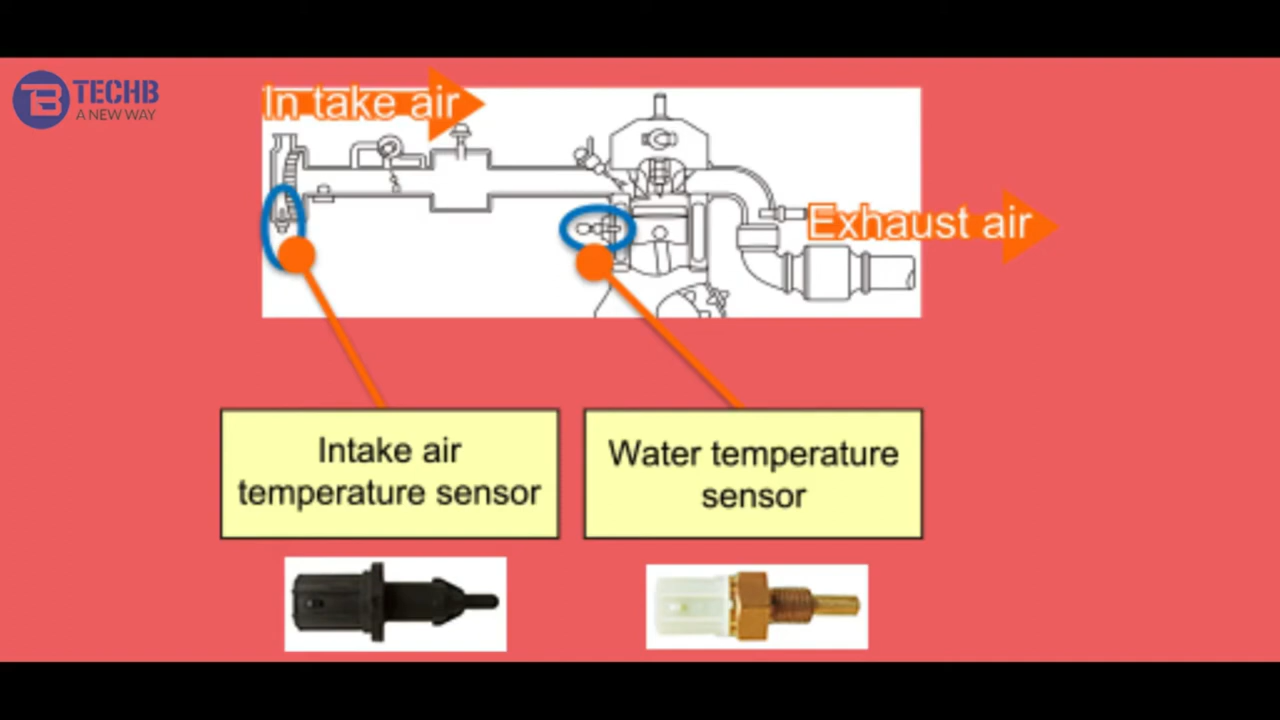 TECHB
A NEW WAY
In take air
Exhaust air
Intake air
temperature sensor
Water temperature
sensor